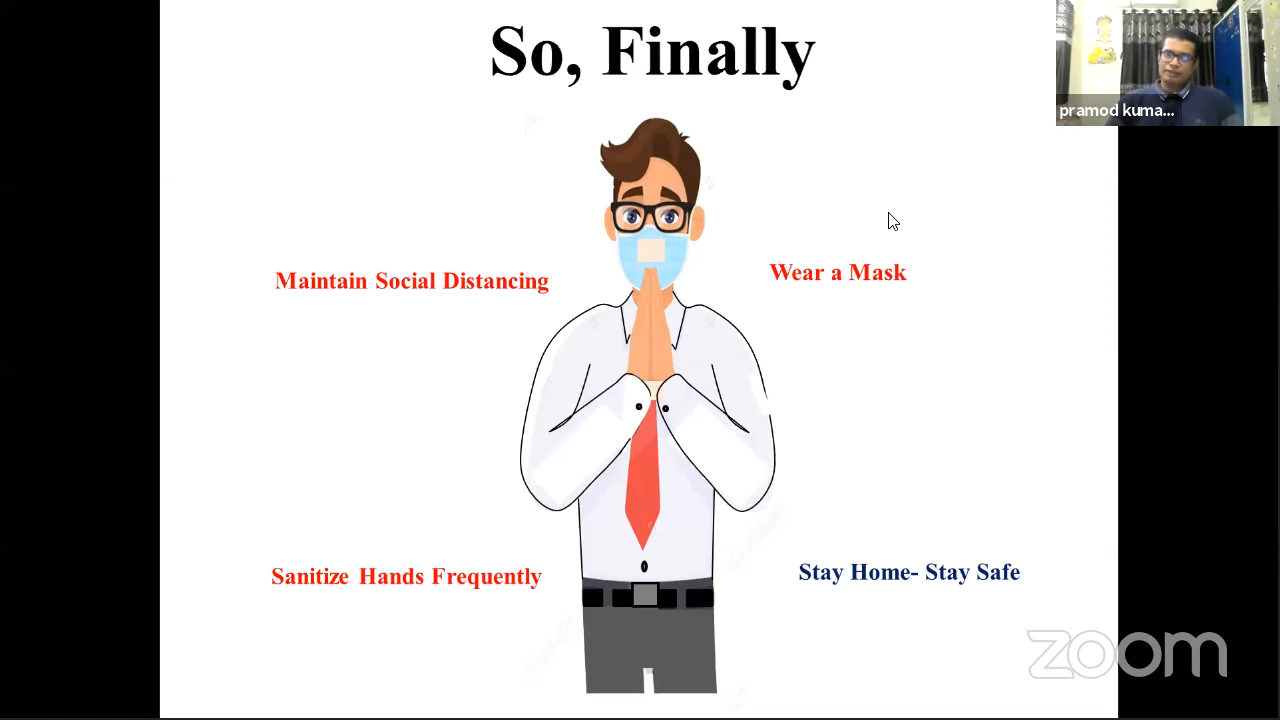 So, Finally
pramod kuma...
Maintain Social Distancing
Wear a Mask
Sanitize Hands Frequently
Stay Home- Stay Safe
zoom